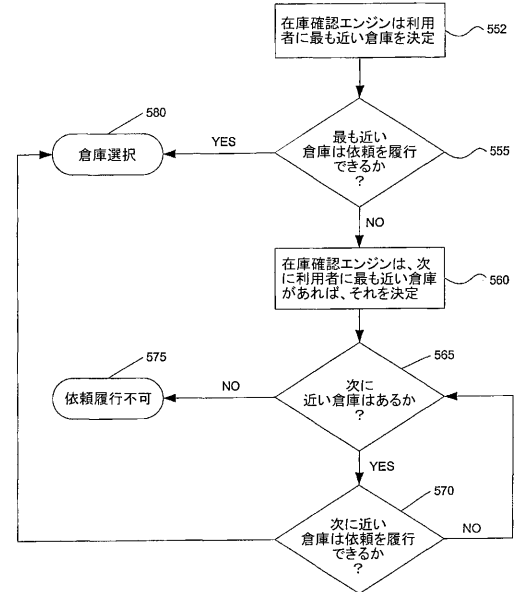 在庫確認エンジンは利用
者に最も近い倉庫を決定
552
580
倉庫選択
YES
最も近い
倉庫は依頼を履行
できるか
?
555
NO
在庫確認エンジンは、次
に利用者に最も近い倉庫
があれば、それを決定
560
575
依頼履行不可
NO
次に
近い倉庫はあるか
?
565
YES
570
次に近い
倉庫は依頼を履行
できるか
?
NO